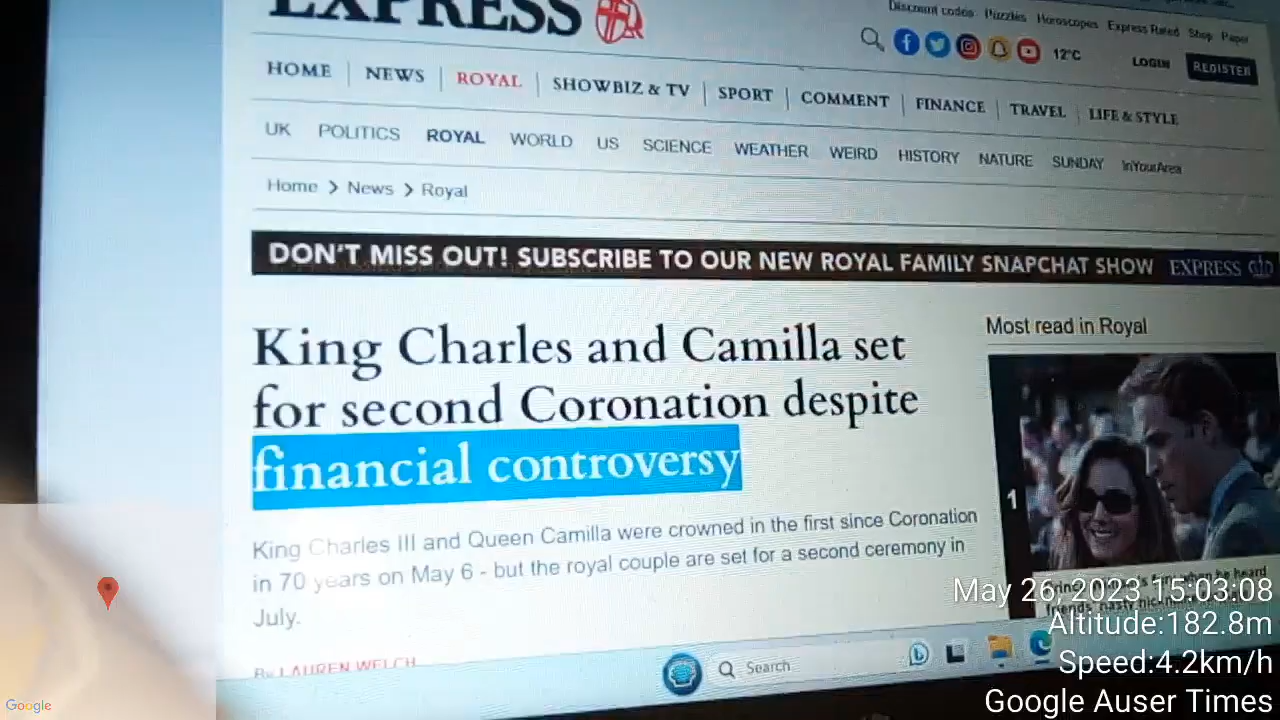 EXPRESS
Discount codes Puzzles Horoscopes Express Rated Shop Paper
12°C
LOGIN
REGISTER
HOME NEWS ROYAL SHOWBIZ & TV SPORT COMMENT FINANCE TRAVEL LIFE & STYLE
UK POLITICS ROYAL WORLD US SCIENCE WEATHER WEIRD HISTORY NATURE SUNDAY InYourArea
Home > News > Royal
DON'T MISS OUT! SUBSCRIBE TO OUR NEW ROYAL FAMILY SNAPCHAT SHOW EXPRESS
King Charles and Camilla set
for second Coronation despite
financial controversy
King Charles III and Queen Camilla were crowned in the first since Coronation
in 70 years on May 6 - but the royal couple are set for a second ceremony in
July.
By LAUREN WELCH
Most read in Royal
1
he heard
friends' nasty
Search
May 26, 2023 15:03:08
Altitude:182.8m
Speed:4.2km/h
Google Auser Times
Google